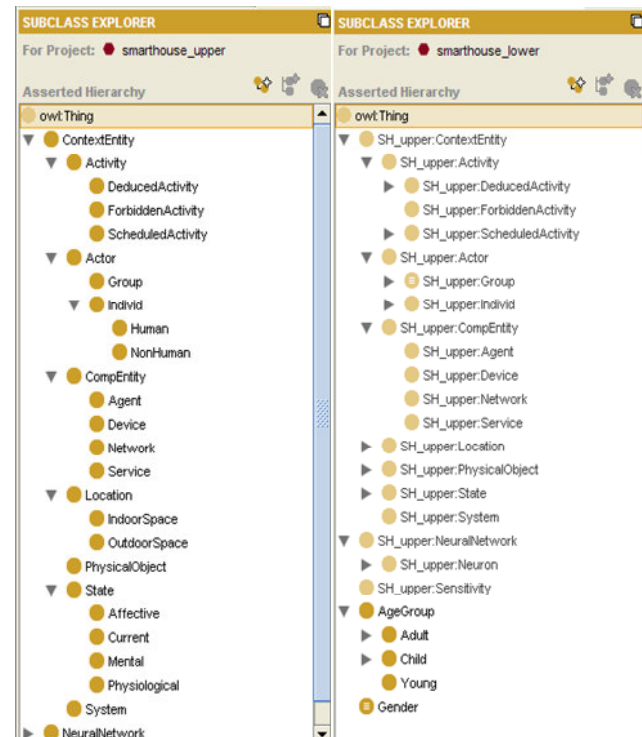 SUBCLASS EXPLORER
For Project: smarthouse_upper
Asserted Hierarchy
owl:Thing
ContextEntity
Activity
DeducedActivity
ForbiddenActivity
ScheduledActivity
Actor
Group
Individ
Human
NonHuman
CompEntity
Agent
Device
Network
Service
Location
IndoorSpace
OutdoorSpace
PhysicalObject
State
Affective
Current
Mental
Physiological
System
NeuralNetwork
SUBCLASS EXPLORER
For Project: smarthouse_lower
Asserted Hierarchy
owl:Thing
SH_upper:ContextEntity
SH_upper:Activity
SH_upper:DeducedActivity
SH_upper:ForbiddenActivity
SH_upper:ScheduledActivity
SH_upper:Actor
SH_upper:Group
SH_upper:Individ
SH_upper:CompEntity
SH_upper:Agent
SH_upper:Device
SH_upper:Network
SH_upper:Service
SH_upper:Location
SH_upper:PhysicalObject
SH_upper:State
SH_upper:System
SH_upper:NeuralNetwork
SH_upper:Neuron
SH_upper:Sensitivity
AgeGroup
Adult
Child
Young
Gender